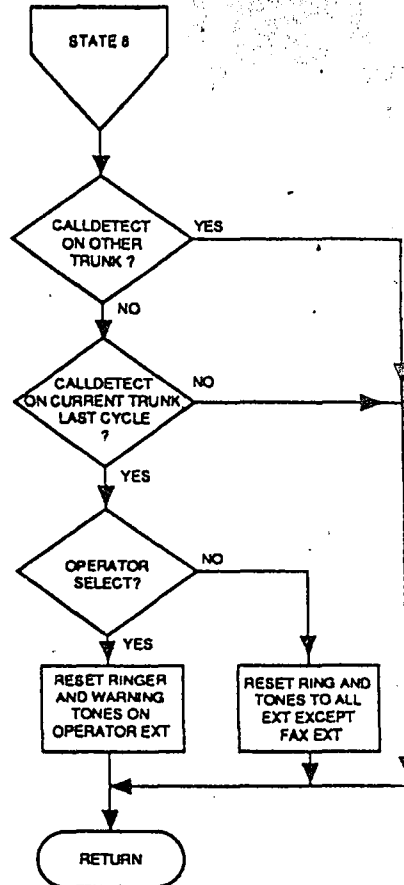 STATE 8
CALLDETECT
ON OTHER
TRUNK ?
YES
NO
CALLDETECT
ON CURRENT TRUNK
LAST CYCLE
?
NO
YES
OPERATOR
SELECT?
NO
YES
RESET RINGER
AND WARNING
TONES ON
OPERATOR EXT
RESET RING AND
TONES TO ALL
EXT EXCEPT
FAX EXT
RETURN